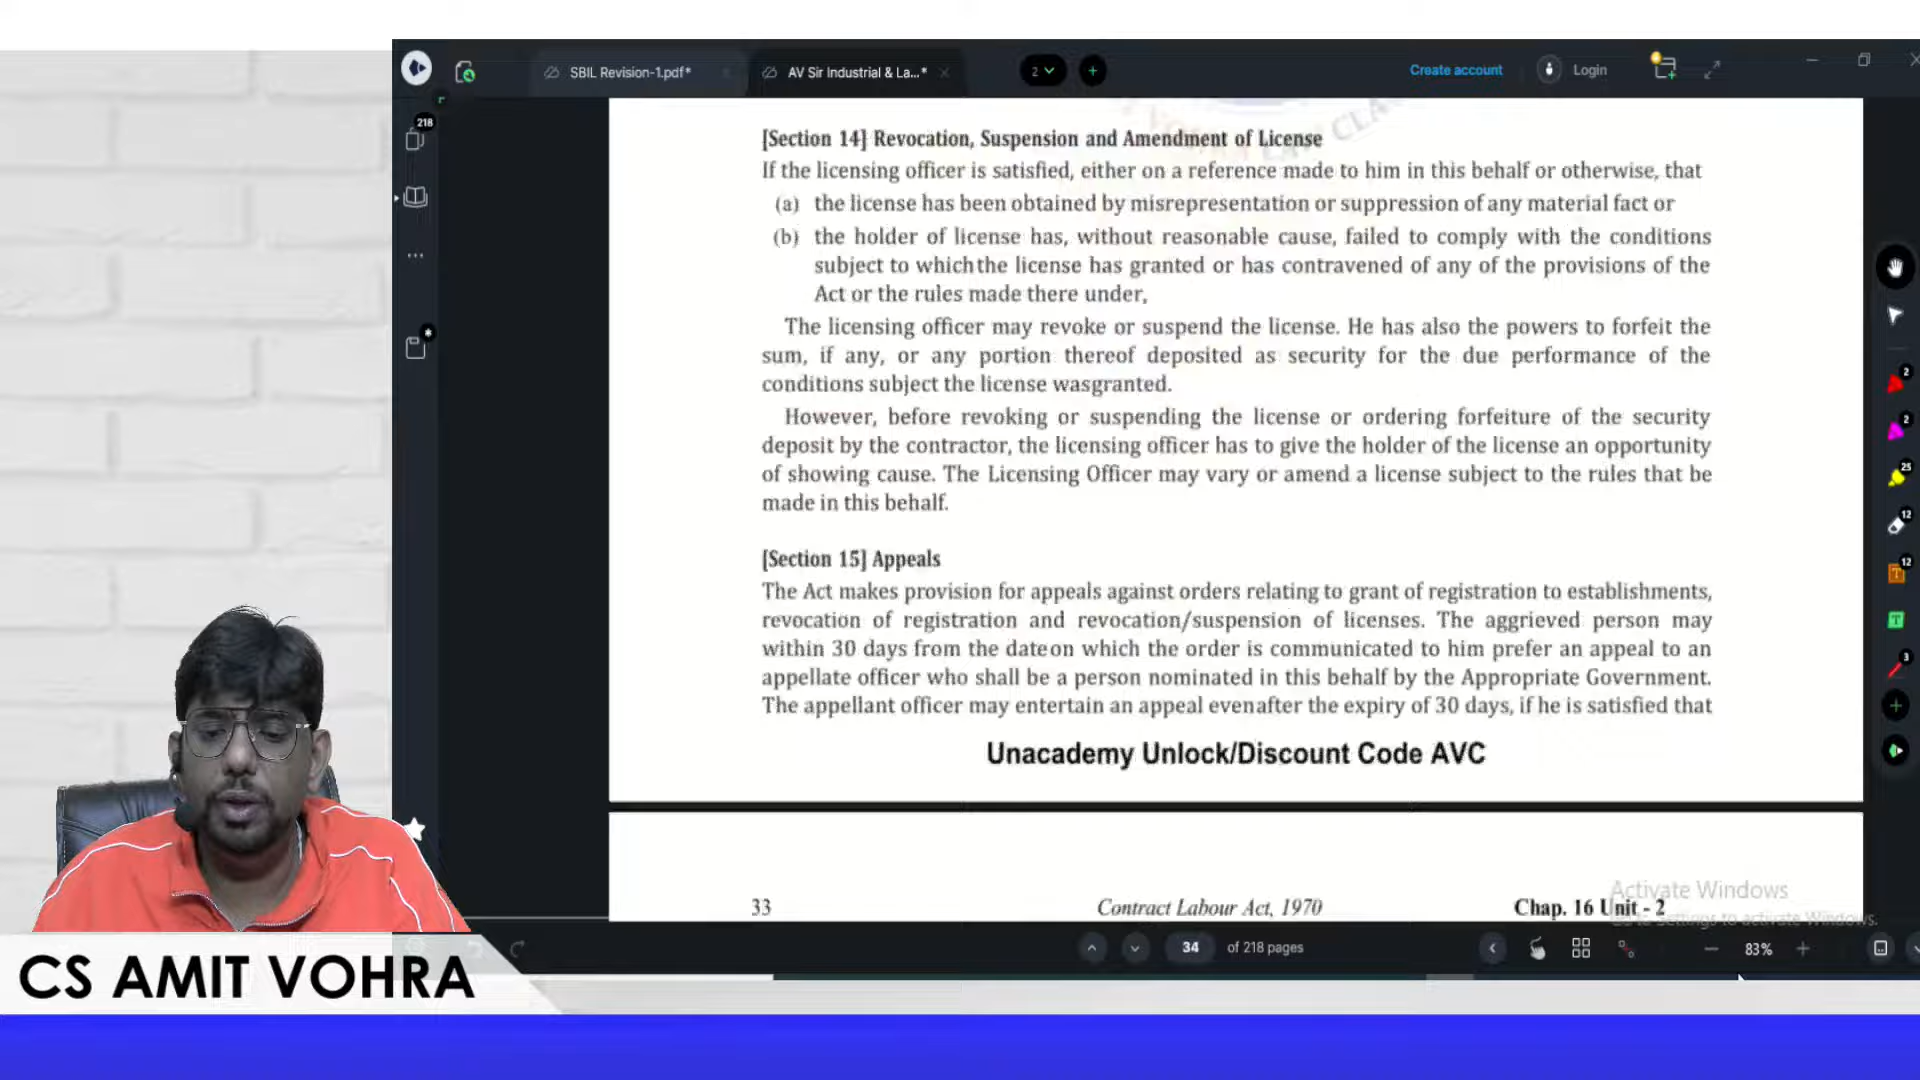 SBIL Revision-1.pdf*
AV Sir Industrial & La...*
2
Create account
Login
218
[Section 14] Revocation, Suspension and Amendment of License
If the licensing officer is satisfied, either on a reference made to him in this behalf or otherwise, that
(a) the license has been obtained by misrepresentation or suppression of any material fact or
(b) the holder of license has, without reasonable cause, failed to comply with the conditions
subject to whichthe license has granted or has contravened of any of the provisions of the
Act or the rules made there under,
The licensing officer may revoke or suspend the license. He has also the powers to forfeit the
sum, if any, or any portion thereof deposited as security for the due performance of the
conditions subject the license wasgranted.
However, before revoking or suspending the license or ordering forfeiture of the security
deposit by the contractor, the licensing officer has to give the holder of the license an opportunity
of showing cause. The Licensing Officer may vary or amend a license subject to the rules that be
made in this behalf.
[Section 15] Appeals
The Act makes provision for appeals against orders relating to grant of registration to establishments,
revocation of registration and revocation/suspension of licenses. The aggrieved person may
within 30 days from the dateon which the order is communicated to him prefer an appeal to an
appellate officer who shall be a person nominated in this behalf by the Appropriate Government.
The appellant officer may entertain an appeal evenafter the expiry of 30 days, if he is satisfied that
Unacademy Unlock/Discount Code AVC
33 Contract Labour Act, 1970 Chap. 16 Unit - 2
Activate Windows
Settings to activate Windows.
34 of 218 pages
83%
2
2
25
12
12
3
CS AMIT VOHRA